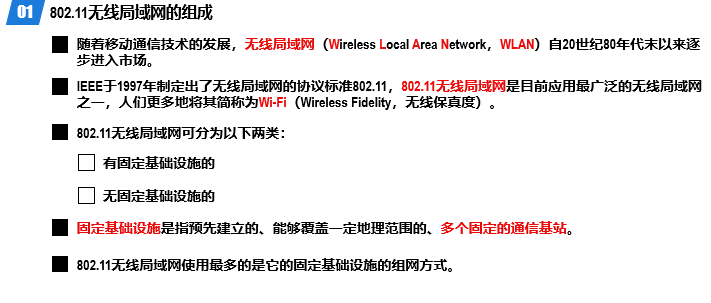 01 802.11无线局域网的组成
随着移动通信技术的发展，无线局域网（Wireless Local Area Network，WLAN）自20世纪80年代末以来逐
步进入市场。
IEEE于1997年制定出了无线局域网的协议标准802.11，802.11无线局域网是目前应用最广泛的无线局域网
之一，人们更多地将其简称为Wi-Fi（Wireless Fidelity，无线保真度）。
802.11无线局域网可分为以下两类：
有固定基础设施的
无固定基础设施的
固定基础设施是指预先建立的、能够覆盖一定地理范围的、多个固定的通信基站。
802.11无线局域网使用最多的是它的固定基础设施的组网方式。